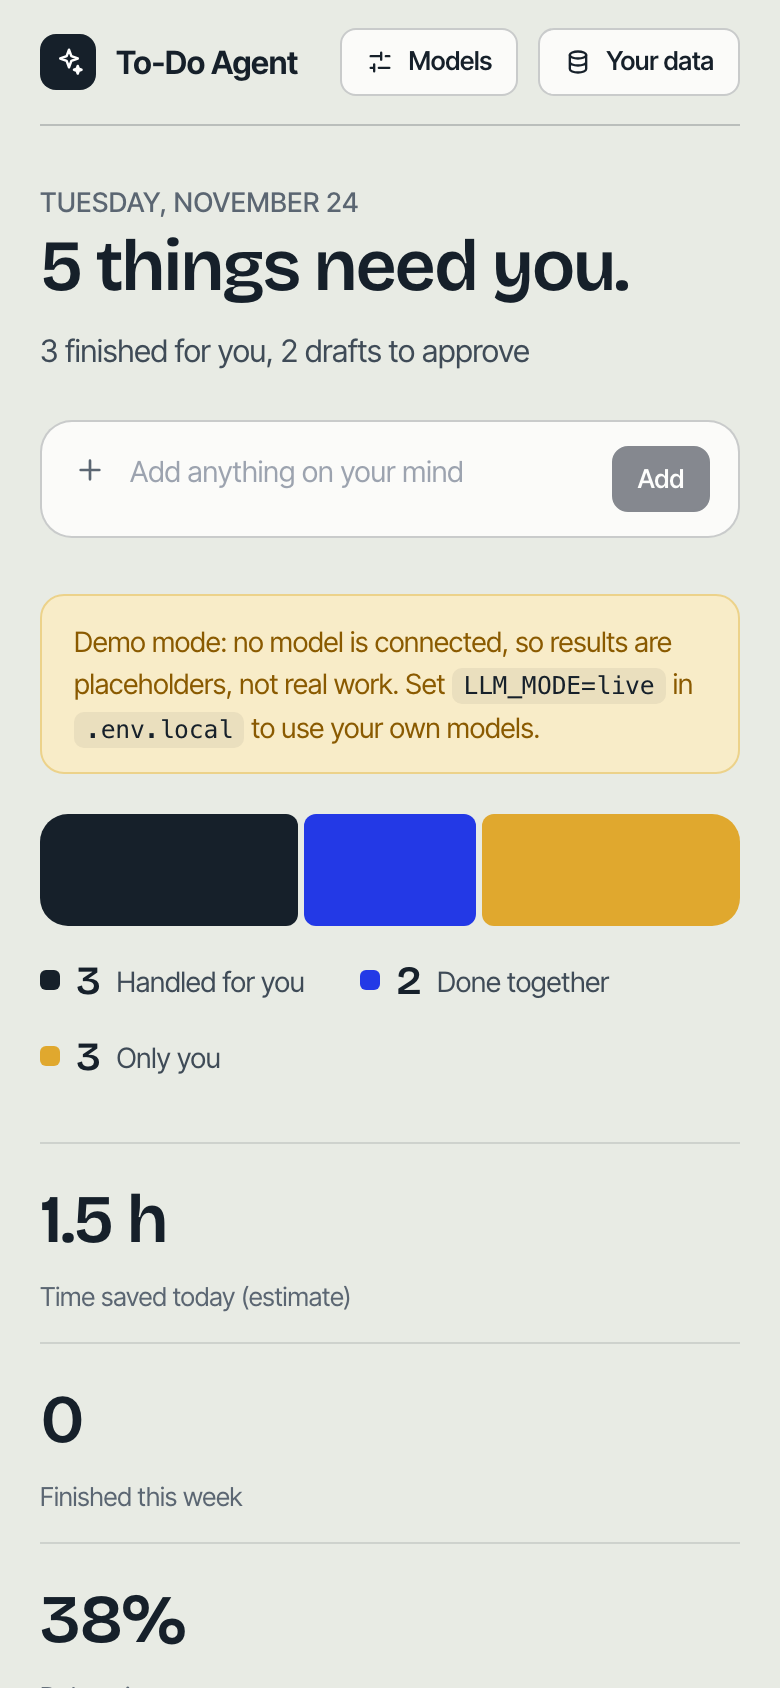 To-Do Agent
Models
Your data
TUESDAY, NOVEMBER 24
5 things need you.
3 finished for you, 2 drafts to approve
Add anything on your mind
Add
Demo mode: no model is connected, so results are
placeholders, not real work. Set LLM_MODE=live in
.env.local to use your own models.
3 Handled for you
2 Done together
3 Only you
1.5 h
Time saved today (estimate)
0
Finished this week
38%